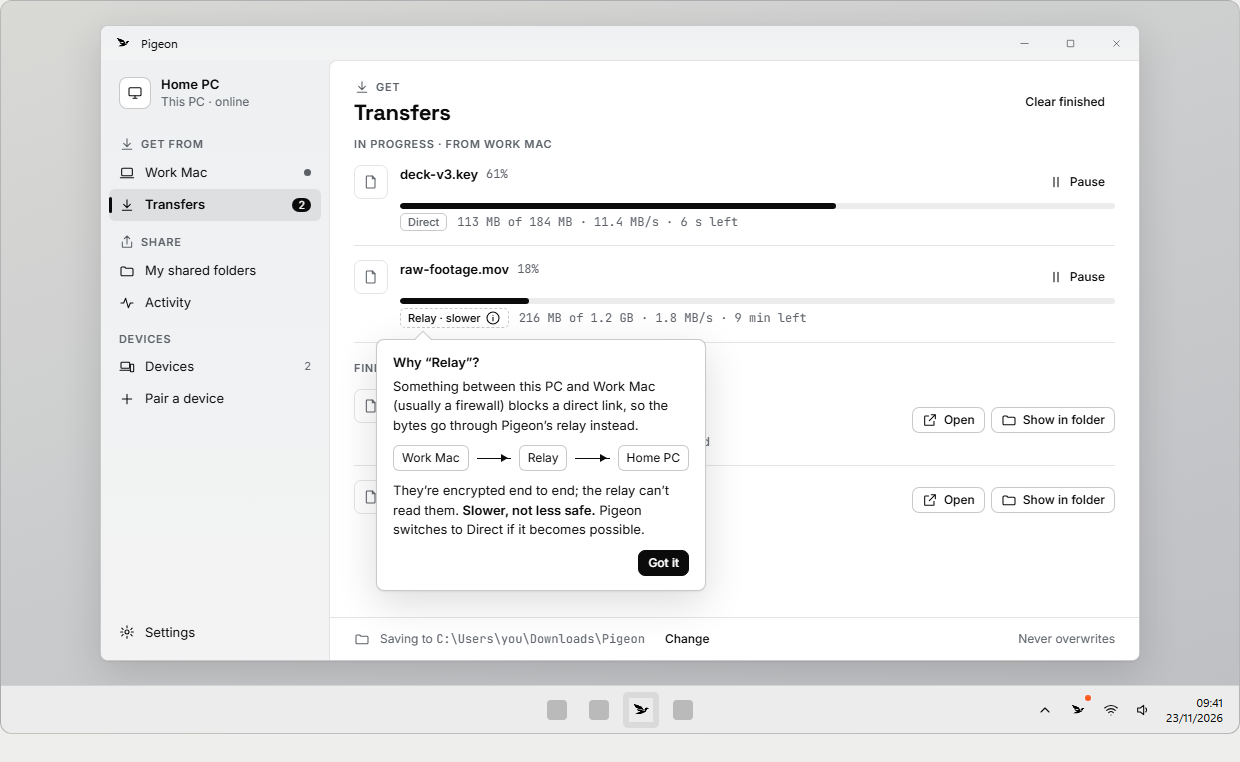 Pigeon
Home PC
This PC · online
GET FROM
Work Mac
Transfers 2
SHARE
My shared folders
Activity
DEVICES
Devices 2
Pair a device
Settings
GET
Transfers
Clear finished
IN PROGRESS · FROM WORK MAC
deck-v3.key 61%
Pause
Direct 113 MB of 184 MB · 11.4 MB/s · 6 s left
raw-footage.mov 18%
Pause
Relay · slower 216 MB of 1.2 GB · 1.8 MB/s · 9 min left
Why “Relay”?
Something between this PC and Work Mac
(usually a firewall) blocks a direct link, so the
bytes go through Pigeon’s relay instead.
Work Mac Relay Home PC
They’re encrypted end to end; the relay can’t
read them. Slower, not less safe. Pigeon
switches to Direct if it becomes possible.
Got it
Open Show in folder
Open Show in folder
Saving to C:\Users\you\Downloads\Pigeon Change
Never overwrites
09:41
23/11/2026